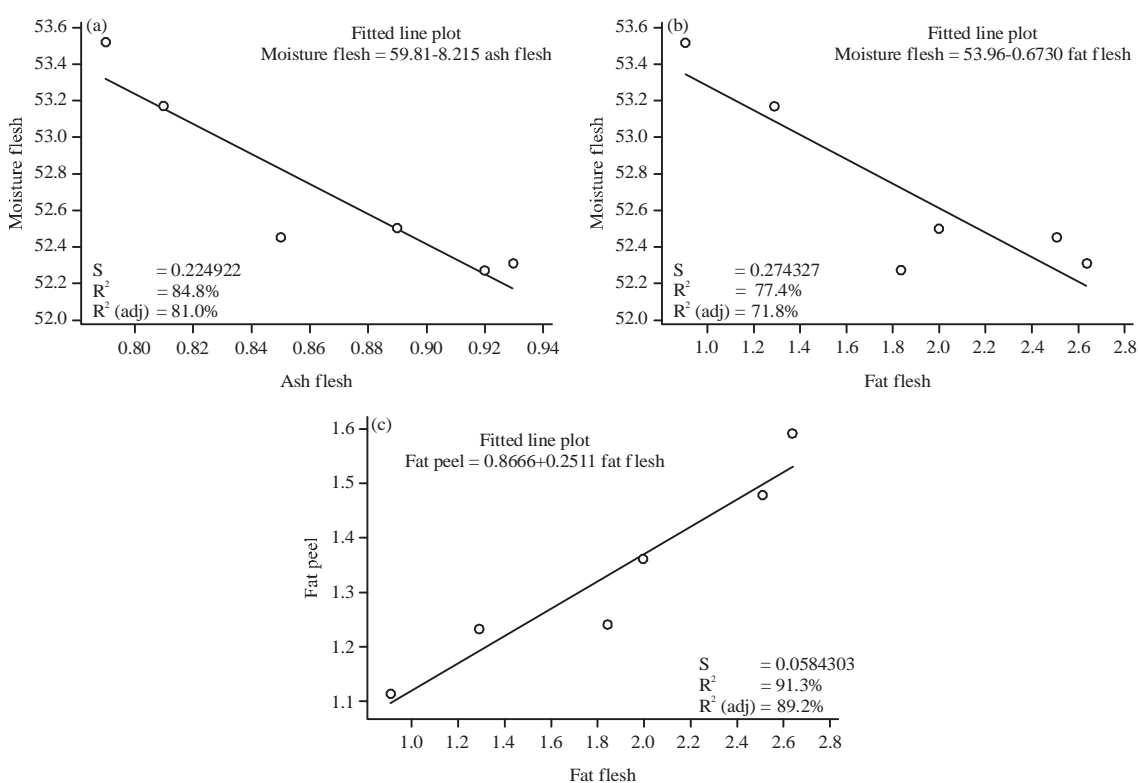 (a)
Fitted line plot
Moisture flesh = 59.81-8.215 ash flesh
53.6
53.4
53.2
53.0
52.8
52.6
52.4
52.2
52.0
Moisture flesh
S = 0.224922
R² = 84.8%
R² (adj) = 81.0%
0.80 0.82 0.84 0.86 0.88 0.90 0.92 0.94
Ash flesh
(b)
Fitted line plot
Moisture flesh = 53.96-0.6730 fat flesh
53.6
53.4
53.2
53.0
52.8
52.6
52.4
52.2
52.0
Moisture flesh
S = 0.274327
R² = 77.4%
R² (adj) = 71.8%
1.0 1.2 1.4 1.6 1.8 2.0 2.2 2.4 2.6 2.8
Fat flesh
(c)
Fitted line plot
Fat peel = 0.8666+0.2511 fat flesh
1.6
1.5
1.4
1.3
1.2
1.1
Fat peel
S = 0.0584303
R² = 91.3%
R² (adj) = 89.2%
1.0 1.2 1.4 1.6 1.8 2.0 2.2 2.4 2.6 2.8
Fat flesh